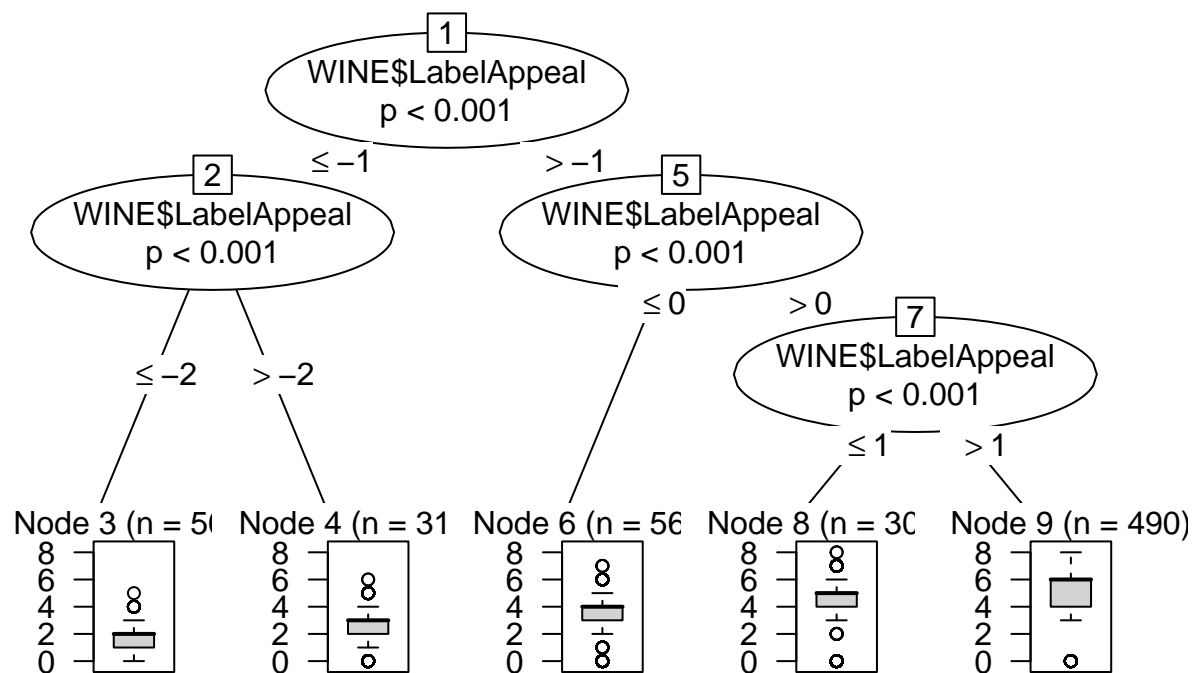 1
WINE$LabelAppeal
p < 0.001
≤ −1
> −1
2
WINE$LabelAppeal
p < 0.001
5
WINE$LabelAppeal
p < 0.001
≤ 0
> 0
7
WINE$LabelAppeal
p < 0.001
≤ −2
> −2
≤ 1
> 1
Node 3 (n = 
Node 4 (n = 31
Node 6 (n = 56
Node 8 (n = 
Node 9 (n = 490)
8
6
4
2
0
8
6
4
2
0
8
6
4
2
0
8
6
4
2
0
8
6
4
2
0